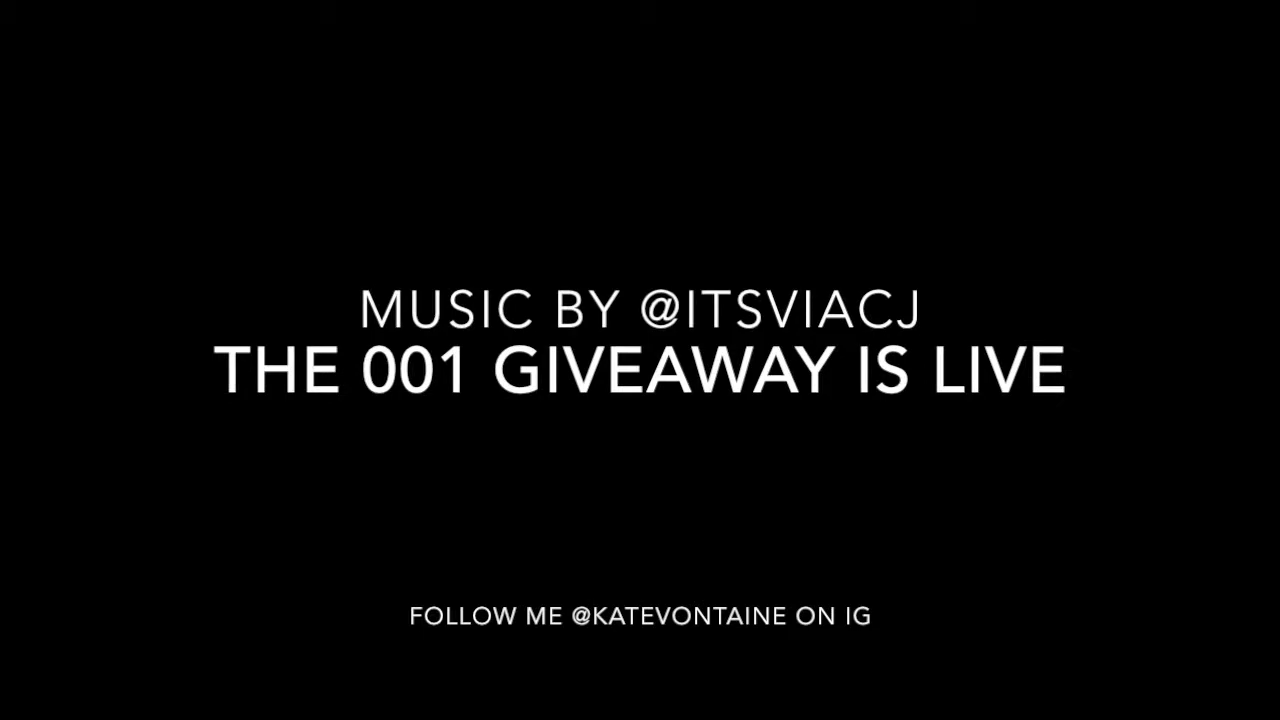 MUSIC BY @ITSVIACJ
THE 001 GIVEAWAY IS LIVE
FOLLOW ME @KATEVONTAINE ON IG